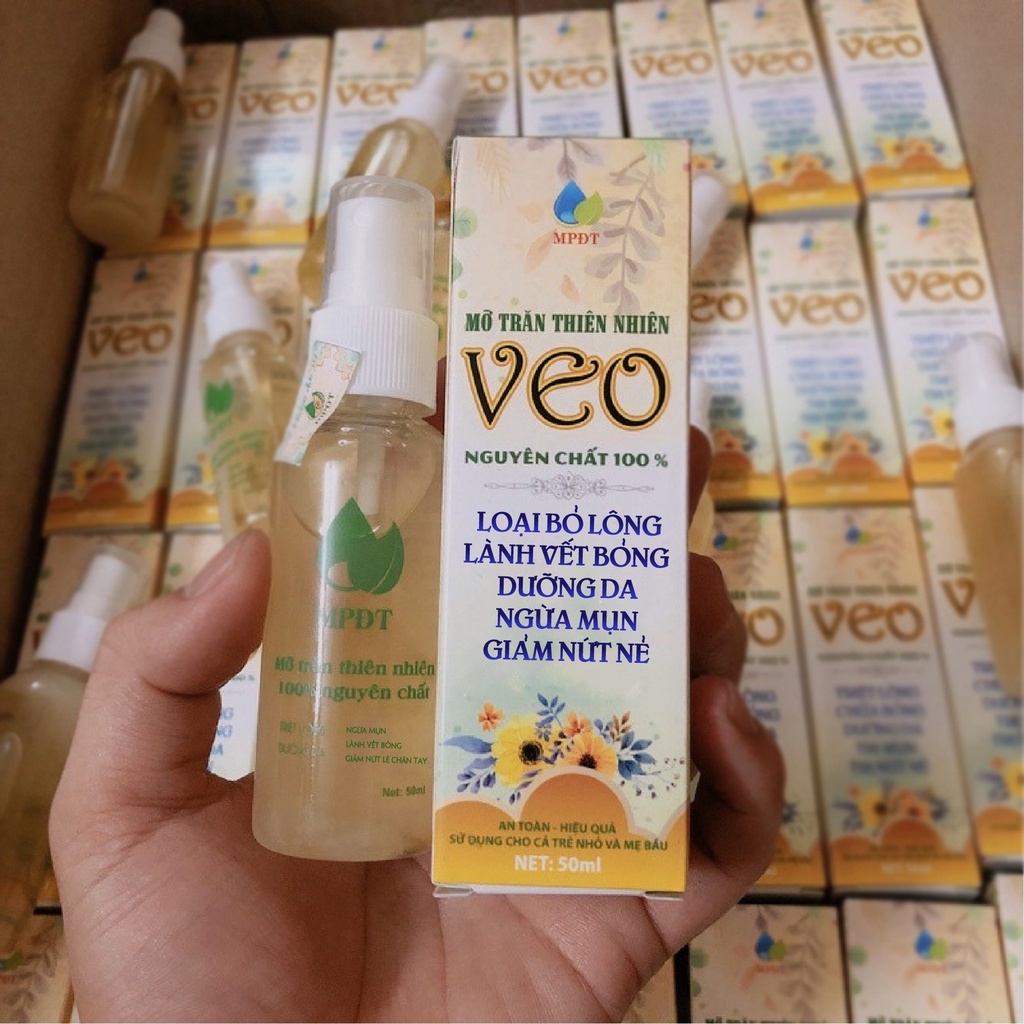 MPĐT
MỠ TRĂN THIÊN NHIÊN
VEO
NGUYÊN CHẤT 100 %
LOẠI BỎ LÔNG
LÀNH VẾT BỎNG
DƯỠNG DA
NGỪA MỤN
GIẢM NỨT NẺ
AN TOÀN - HIỆU QUẢ
SỬ DỤNG CHO CẢ TRẺ NHỎ VÀ MẸ BẦU
NET: 50ml
MPĐT
Mỡ trăn thiên nhiên
100% nguyên chất
NGỪA MỤN
LÀNH VẾT BỎNG
GIẢM NỨT LẺ CHÂN TAY
Net: 50ml